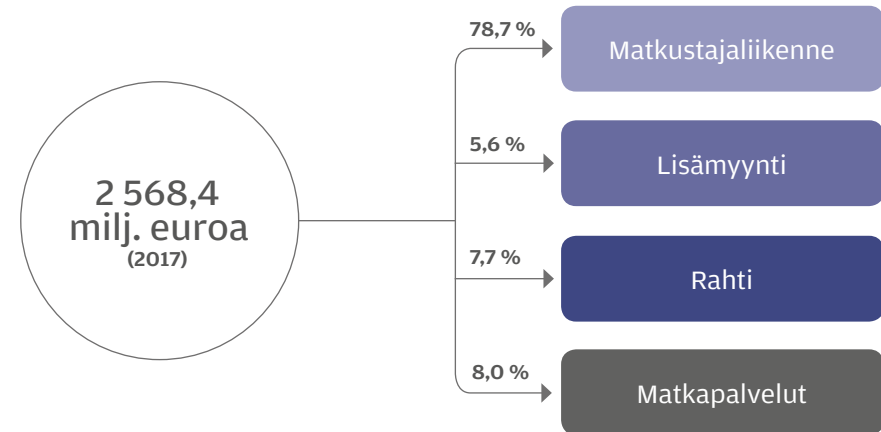 2 568,4
milj. euroa
(2017)
78,7 %
Matkustajaliikenne
5,6 %
Lisämyynti
7,7 %
Rahti
8,0 %
Matkapalvelut